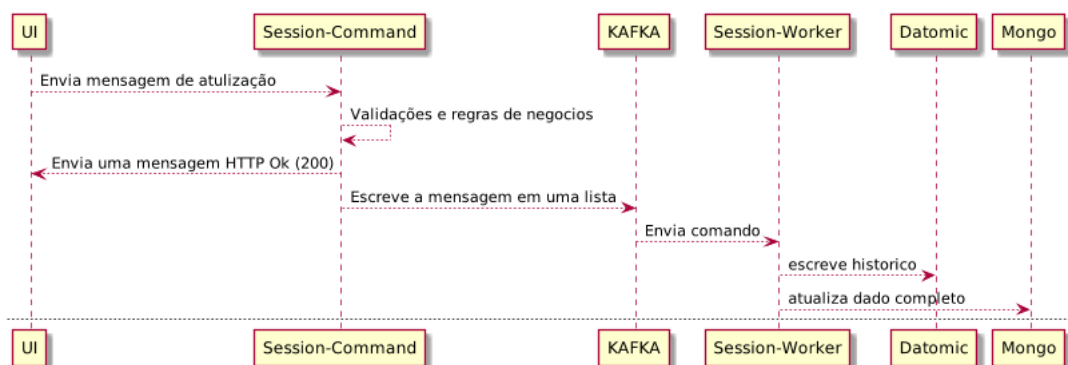 UI
Session-Command
KAFKA
Session-Worker
Datomic
Mongo
Envia mensagem de atulização
Validações e regras de negocios
Envia uma mensagem HTTP Ok (200)
Escreve a mensagem em uma lista
Envia comando
escreve historico
atualiza dado completo
UI
Session-Command
KAFKA
Session-Worker
Datomic
Mongo